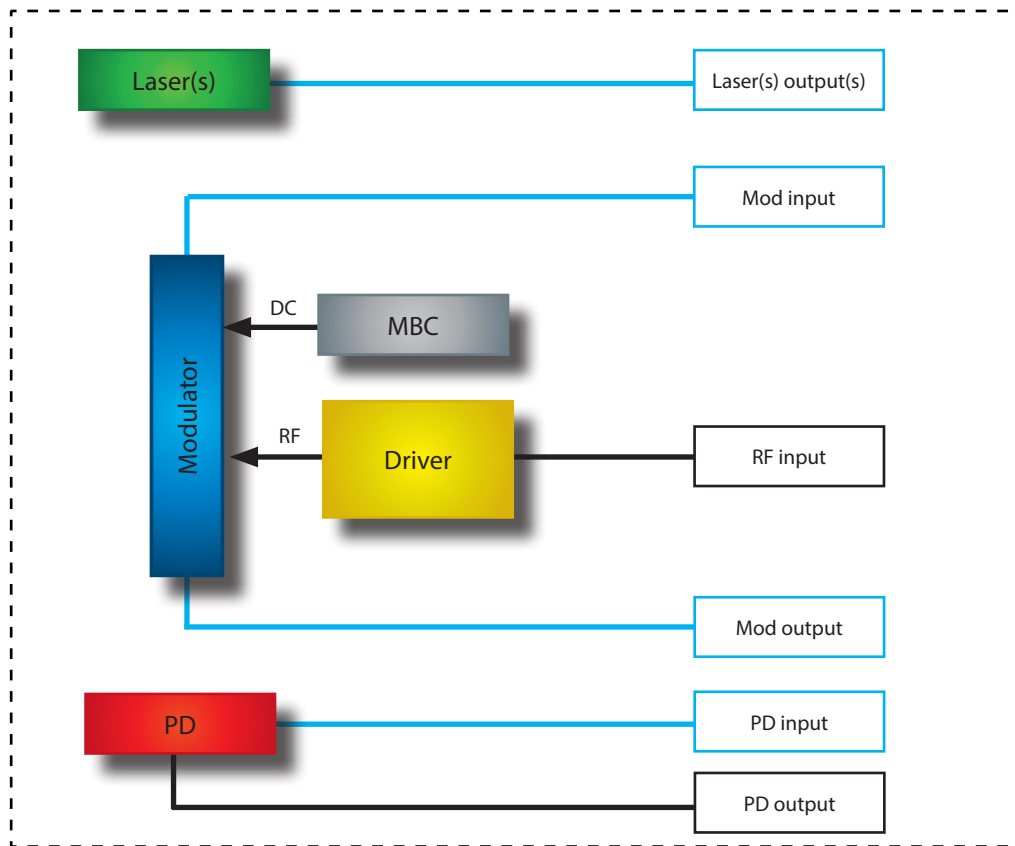 Laser(s)
Laser(s) output(s)
Mod input
DC
MBC
Modulator
RF
Driver
RF input
Mod output
PD
PD input
PD output